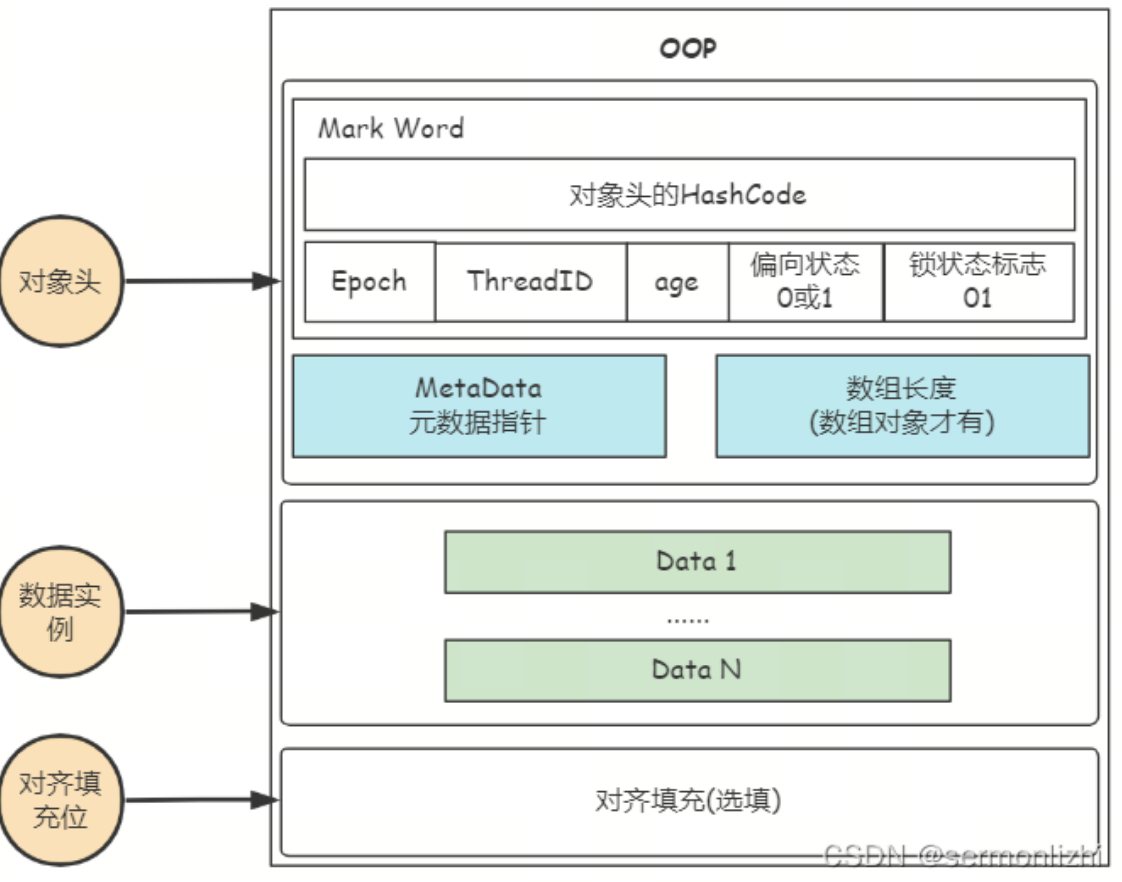 OOP
Mark Word
对象头的HashCode
对象头
Epoch
ThreadID
age
偏向状态
0或1
锁状态标志
01
MetaData
元数据指针
数组长度
(数组对象才有)
数据实
例
Data 1
......
Data N
对齐填
充位
对齐填充(选填)
CSDN @sermonlizhi